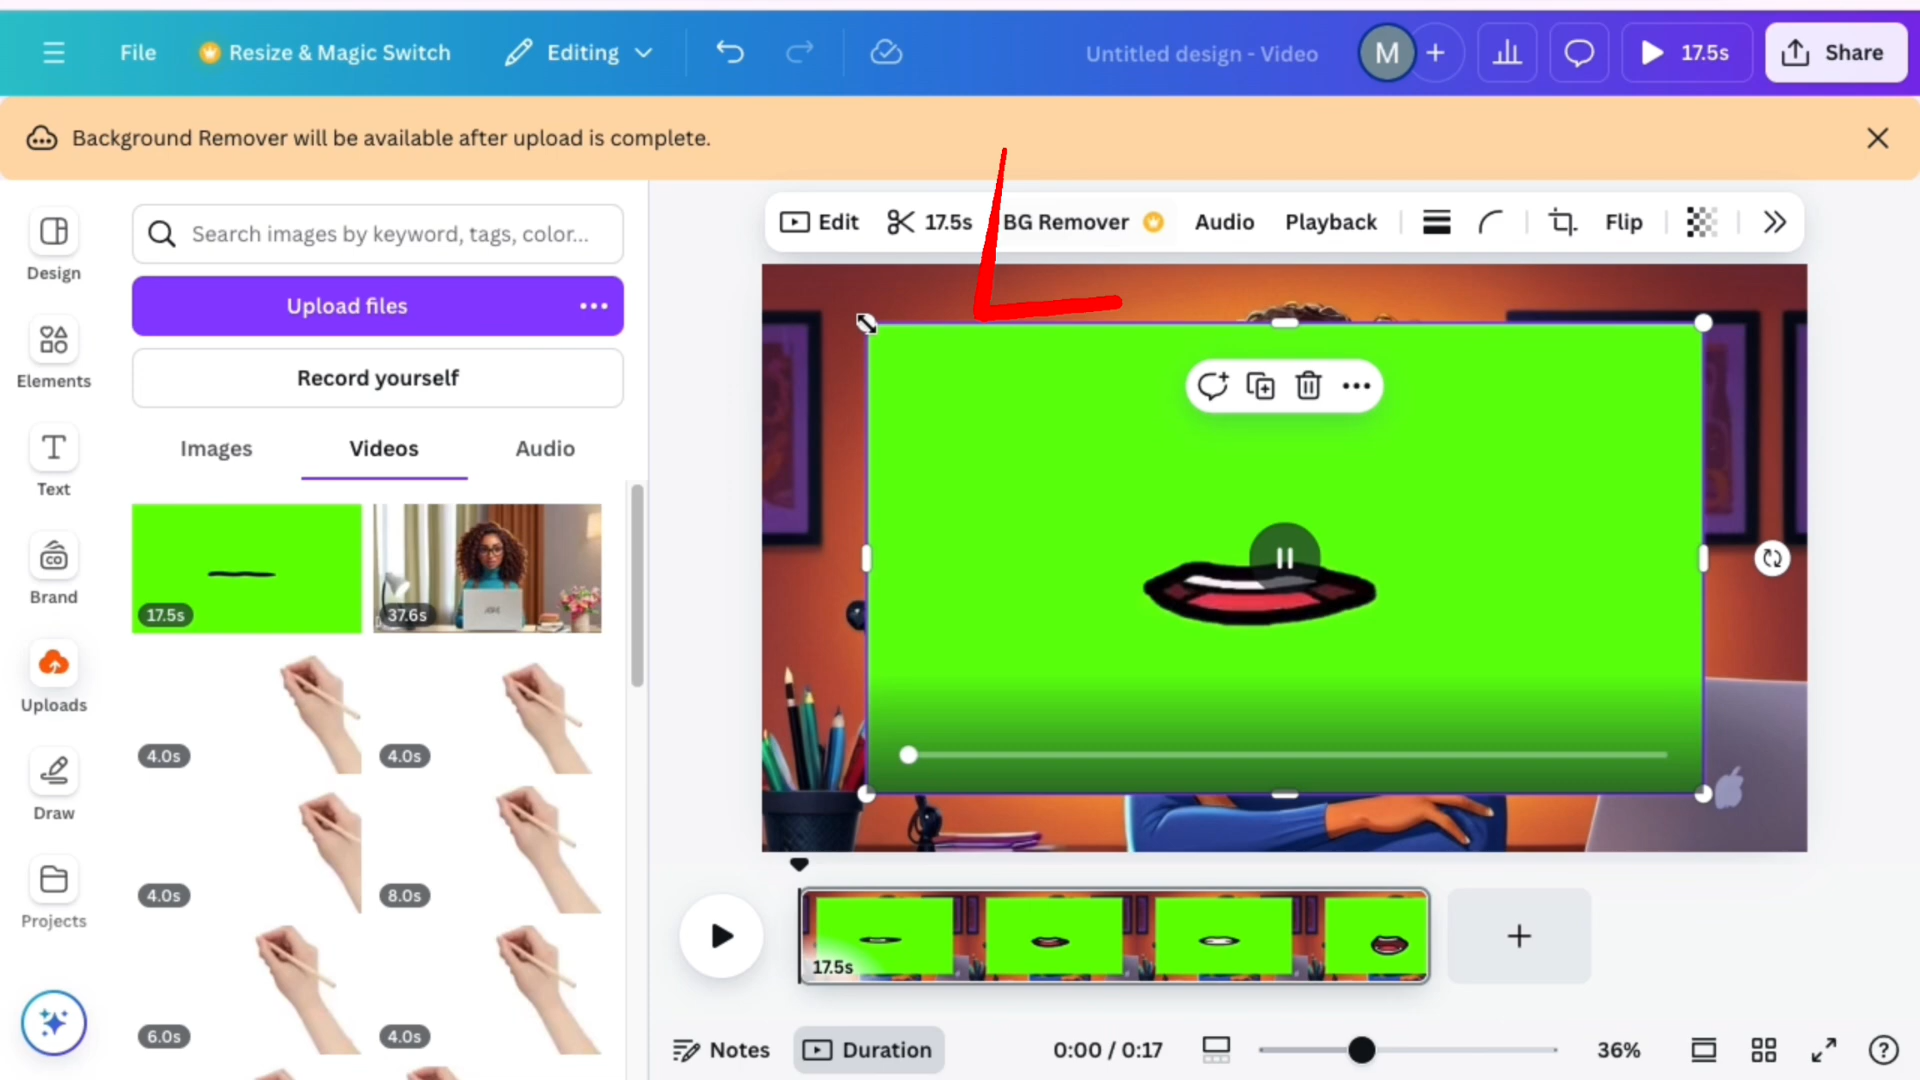 File
Resize & Magic Switch
Editing
Untitled design - Video
M
17.5s
Share
Background Remover will be available after upload is complete.
Design
Elements
Text
Brand
Uploads
Draw
Projects
Search images by keyword, tags, color...
Upload files
Record yourself
Images
Videos
Audio
17.5s
37.6s
4.0s
4.0s
4.0s
8.0s
6.0s
4.0s
Edit
17.5s
BG Remover
Audio
Playback
Flip
17.5s
Notes
Duration
0:00 / 0:17
36%